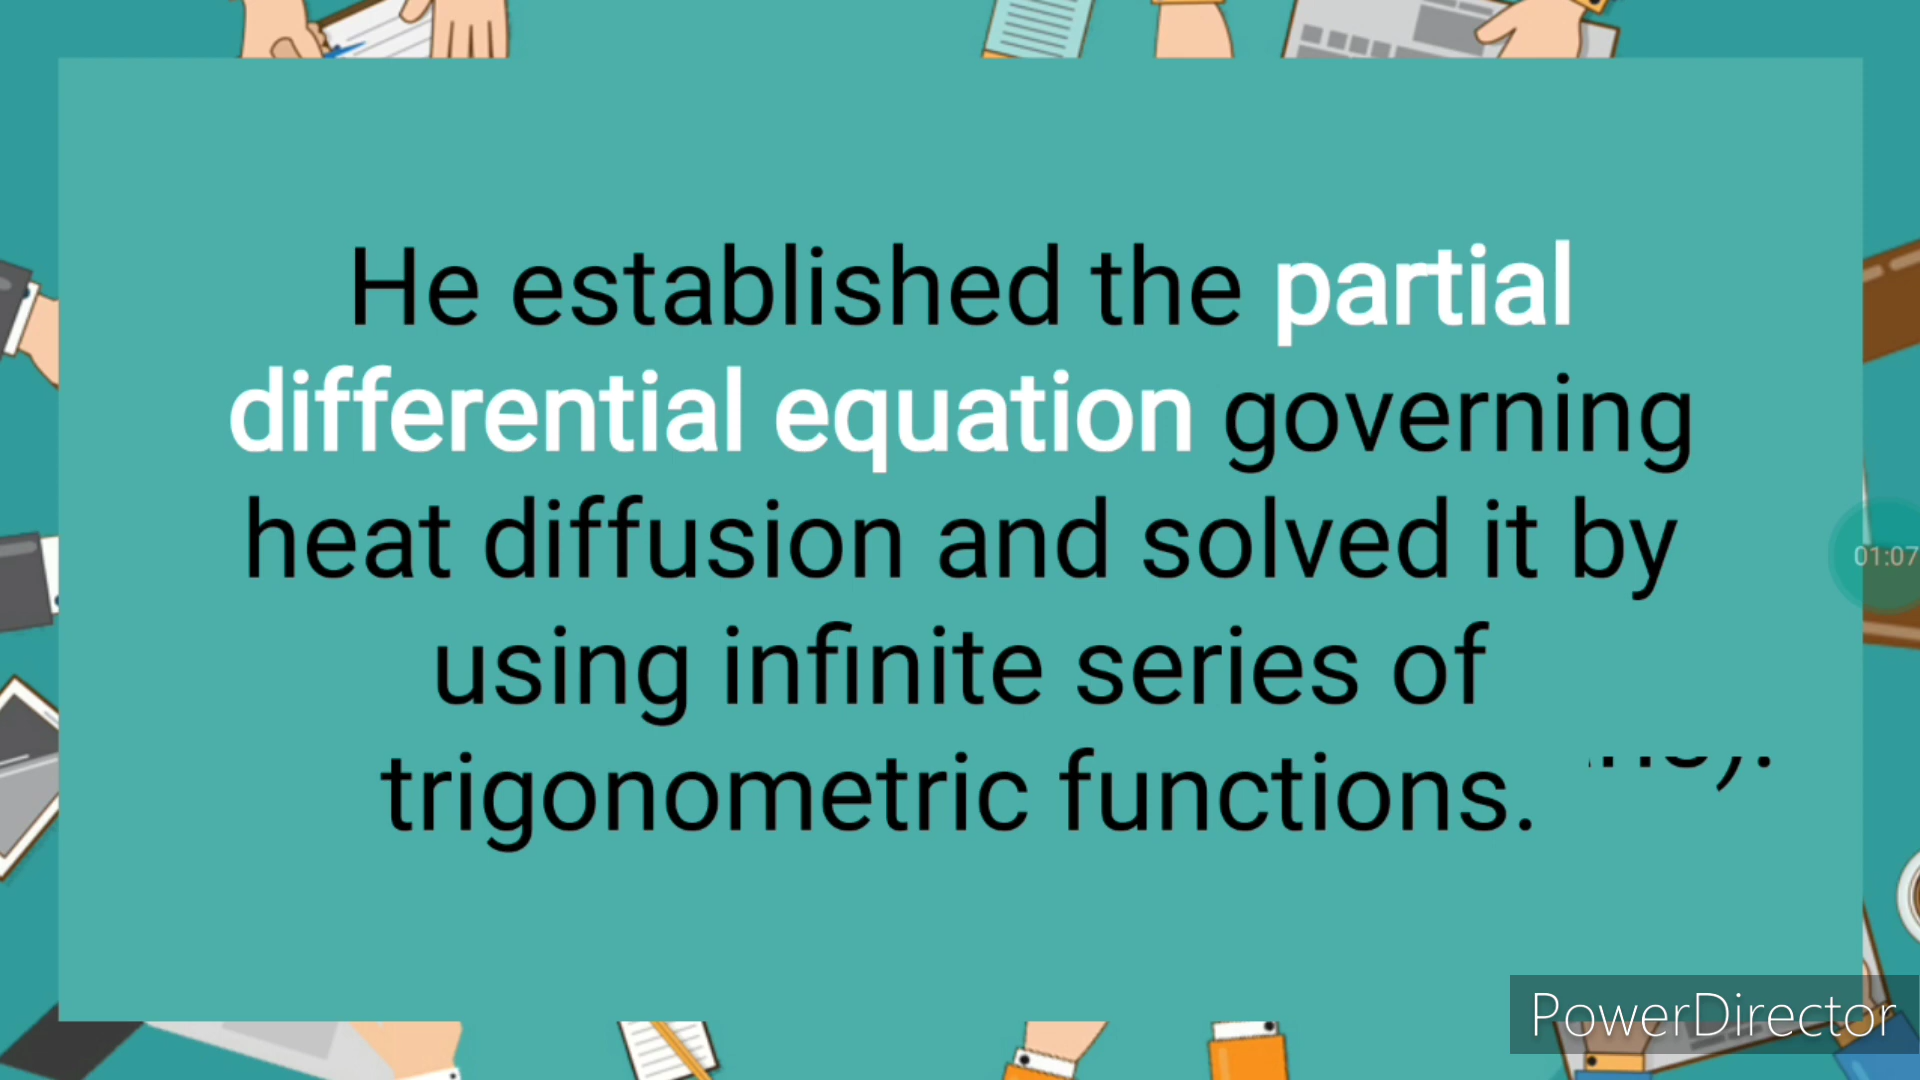 He established the partial
differential equation governing
heat diffusion and solved it by
using infinite series of
trigonometric functions.
01:07
PowerDirector